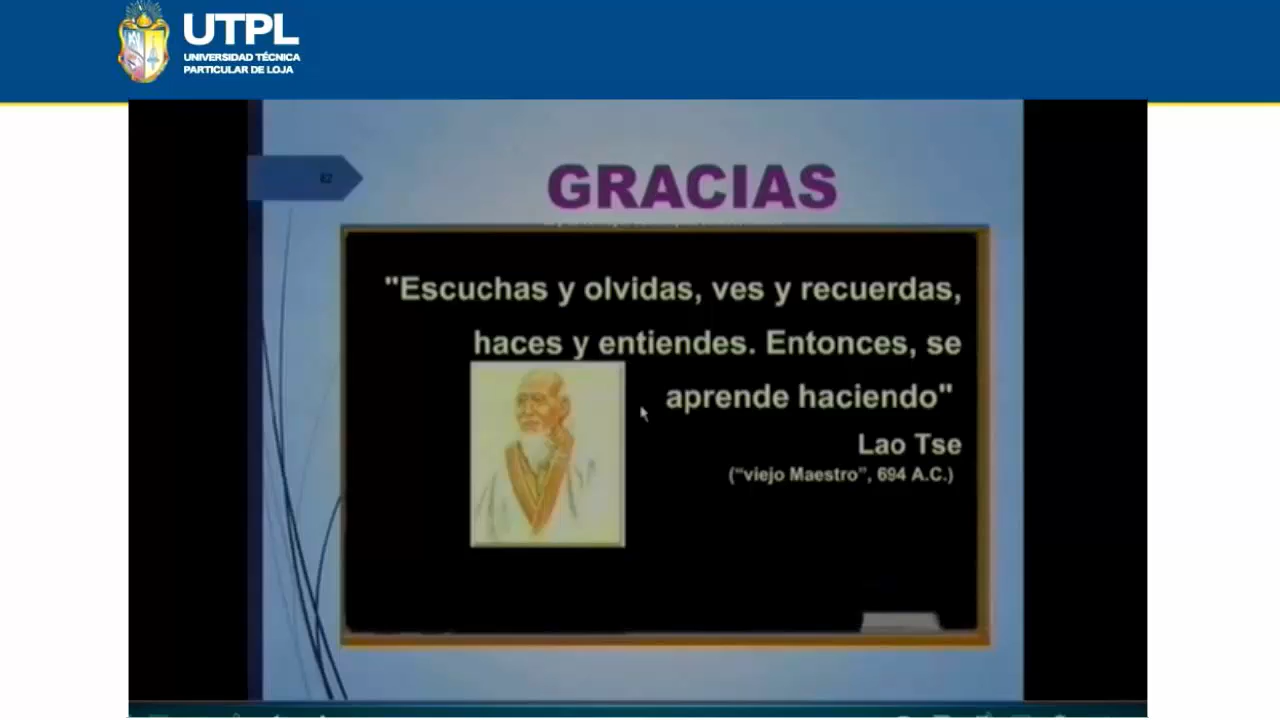 UTPL
UNIVERSIDAD TÉCNICA
PARTICULAR DE LOJA
62
GRACIAS
"Escuchas y olvidas, ves y recuerdas,
haces y entiendes. Entonces, se
aprende haciendo"
Lao Tse
(“viejo Maestro”, 694 A.C.)